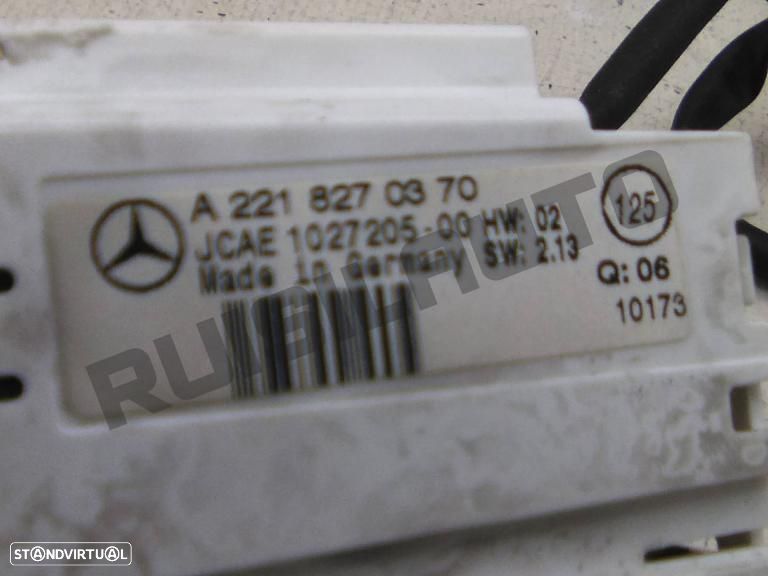 A 221 827 03 70
JCAE 1027205-00 HW: 02
Made in Germany SW: 2.13
125
Q: 06
10173
RUISILAUTO
STANDVIRTUAL